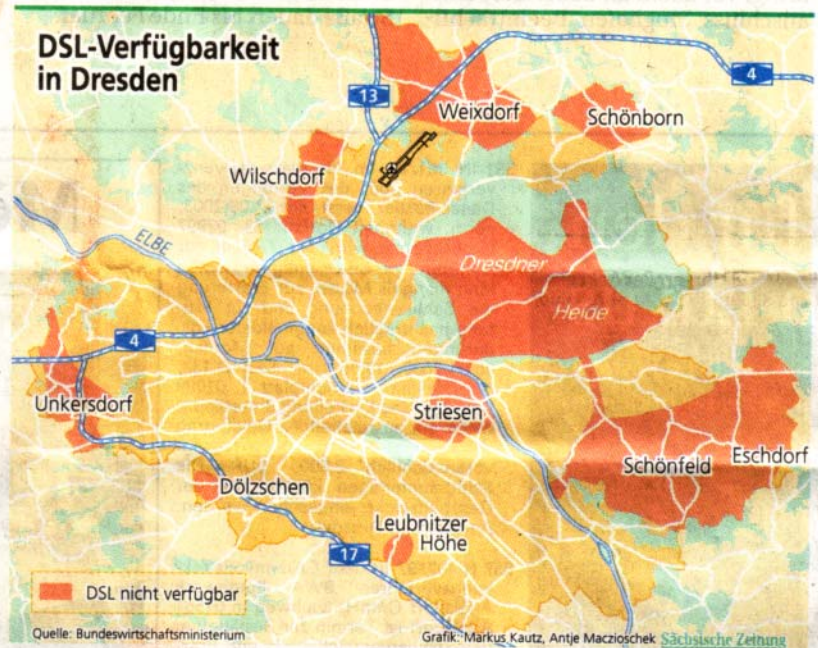 DSL-Verfügbarkeit
in Dresden
4
13
Weixdorf
Schönborn
Wilschdorf
ELBE
Dresdner
Heide
4
Unkersdorf
Striesen
Schönfeld
Eschdorf
Dölzschen
Leubnitzer
Höhe
17
DSL nicht verfügbar
Quelle: Bundeswirtschaftsministerium
Grafik: Markus Kautz, Antje Maczioschek Sächsische Zeitung